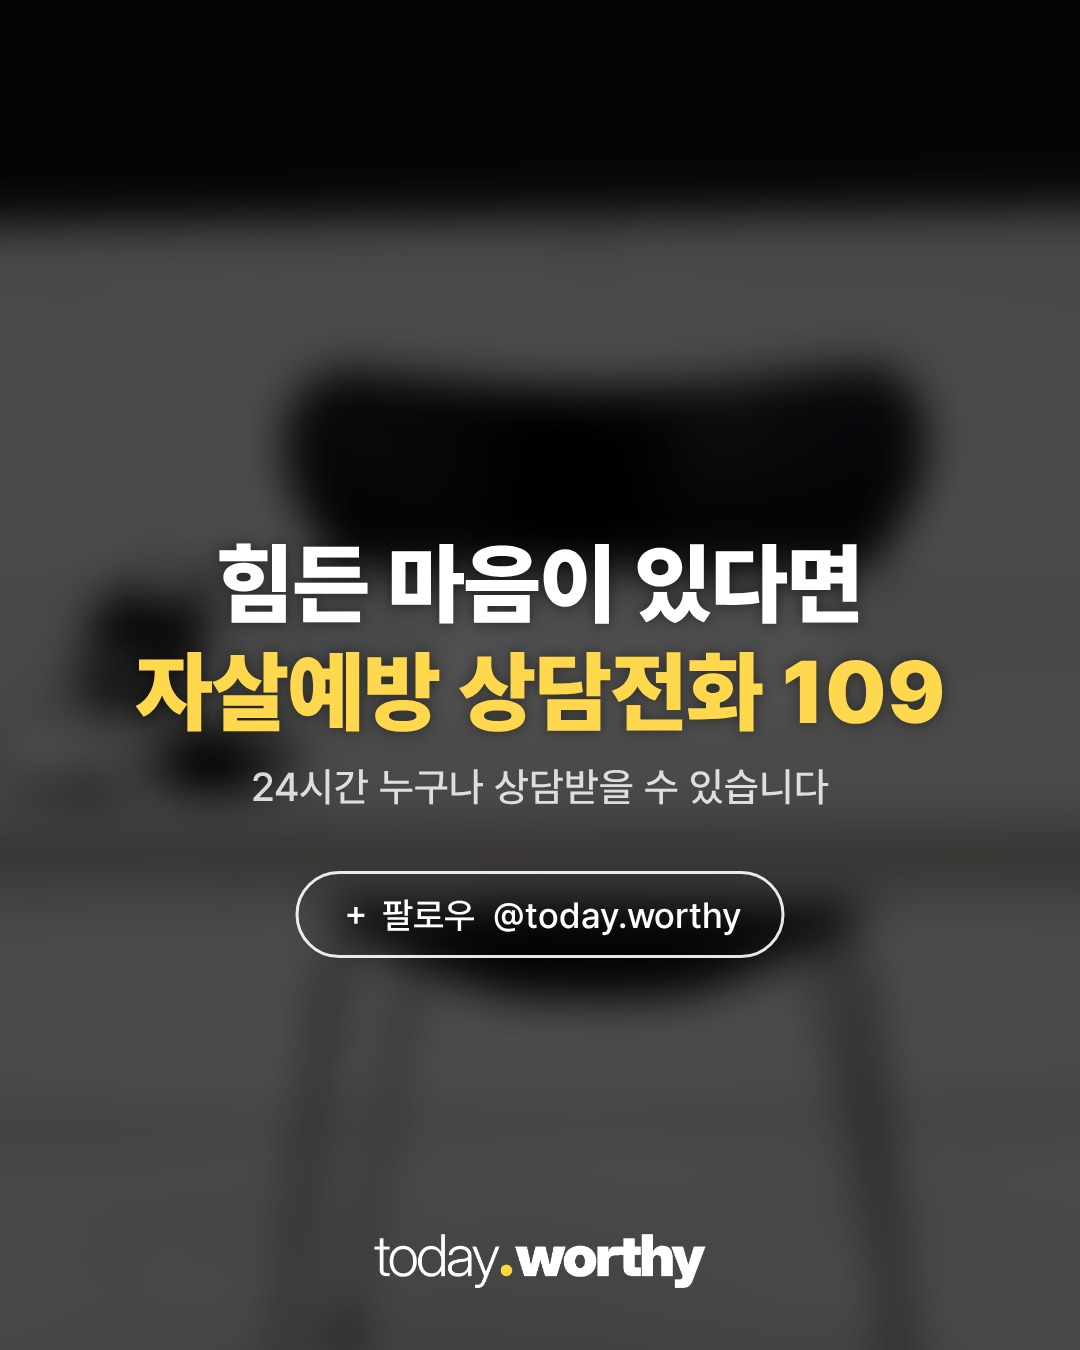 힘든 마음이 있다면
자살예방 상담전화 109
24시간 누구나 상담받을 수 있습니다
+ 팔로우 @today.worthy
today.worthy